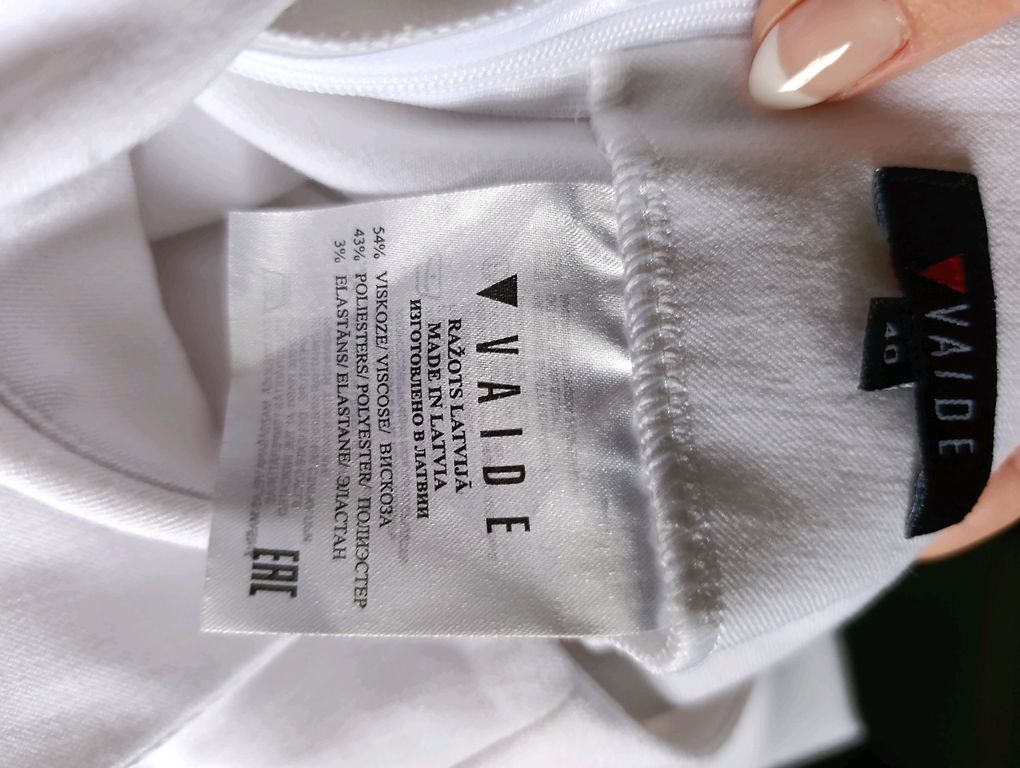 VAIDE
RAŽOTS LATVIJĀ
MADE IN LATVIA
ИЗГОТОВЛЕНО В ЛАТВИИ
54% VISKOZE/ VISCOSE/ ВИСКОЗА
43% POLIESTERS/ POLYESTER/ ПОЛИЭСТЕР
3% ELASTĀNS/ ELASTANE/ ЭЛАСТАН
EAC
VAIDE
40